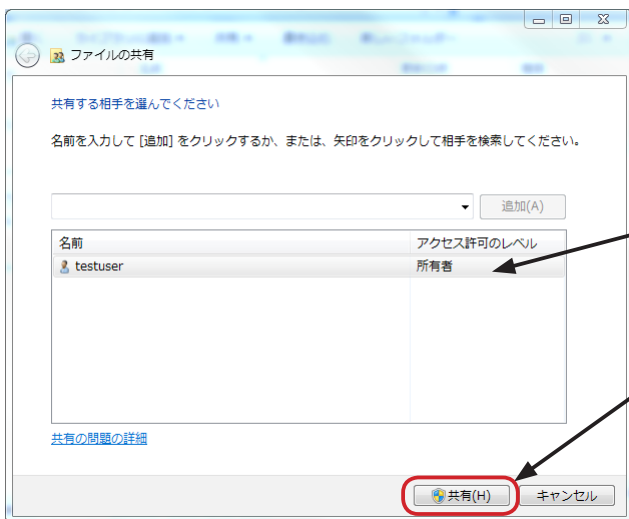 ファイルの共有
共有する相手を選んでください
名前を入力して [追加] をクリックするか、または、矢印をクリックして相手を検索してください。
追加(A)
名前 アクセス許可のレベル
testuser 所有者
共有の問題の詳細
共有(H) キャンセル